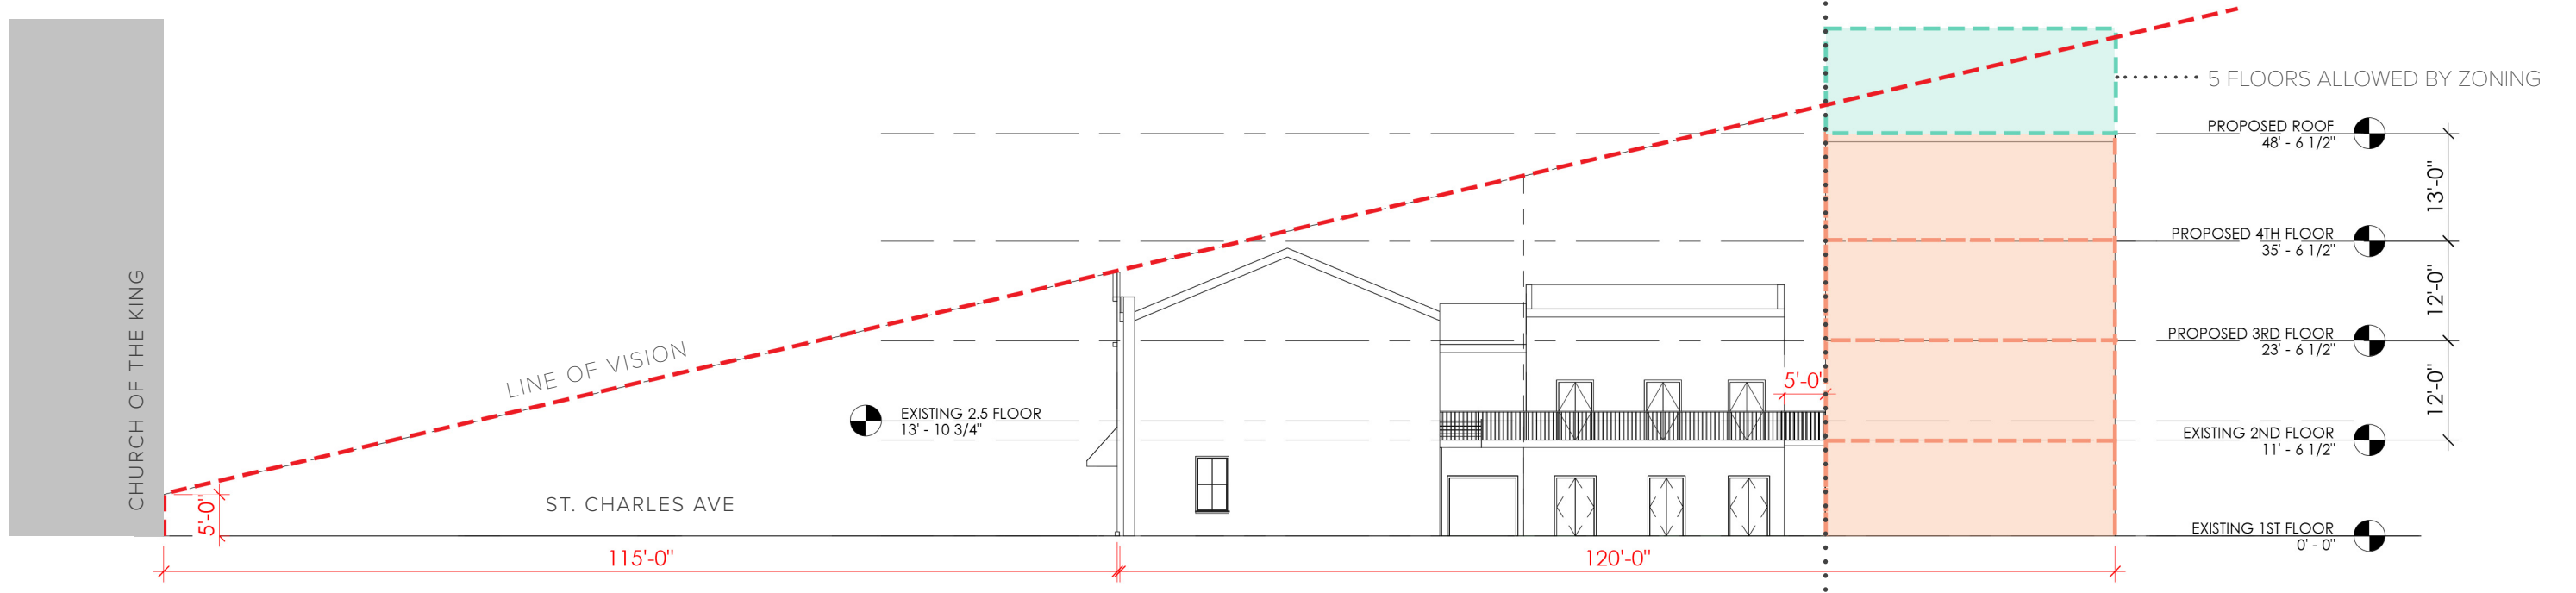 CHURCH OF THE KING
LINE OF VISION
ST. CHARLES AVE
5'-0"
115'-0"
EXISTING 2.5 FLOOR
13' - 10 3/4"
5'-0"
120'-0"
5 FLOORS ALLOWED BY ZONING
PROPOSED ROOF
48' - 6 1/2"
13'-0"
PROPOSED 4TH FLOOR
35' - 6 1/2"
12'-0"
PROPOSED 3RD FLOOR
23' - 6 1/2"
12'-0"
EXISTING 2ND FLOOR
11' - 6 1/2"
EXISTING 1ST FLOOR
0' - 0"